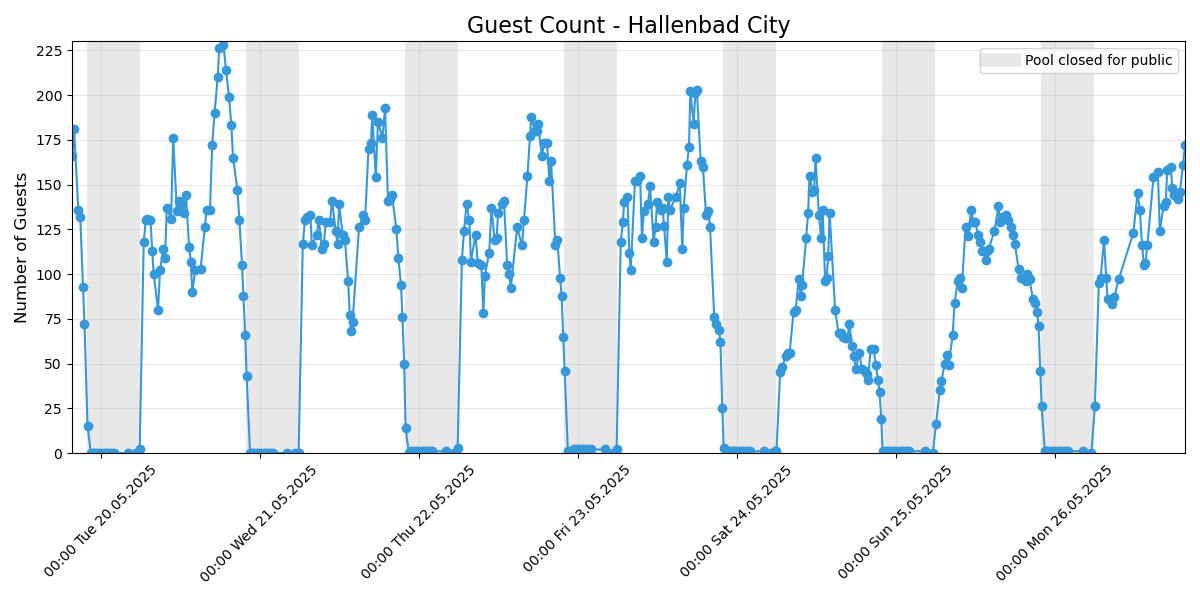 Guest Count - Hallenbad City
Pool closed for public
Number of Guests
225
200
175
150
125
100
75
50
25
0
00:00 Tue 20.05.2025
00:00 Wed 21.05.2025
00:00 Thu 22.05.2025
00:00 Fri 23.05.2025
00:00 Sat 24.05.2025
00:00 Sun 25.05.2025
00:00 Mon 26.05.2025